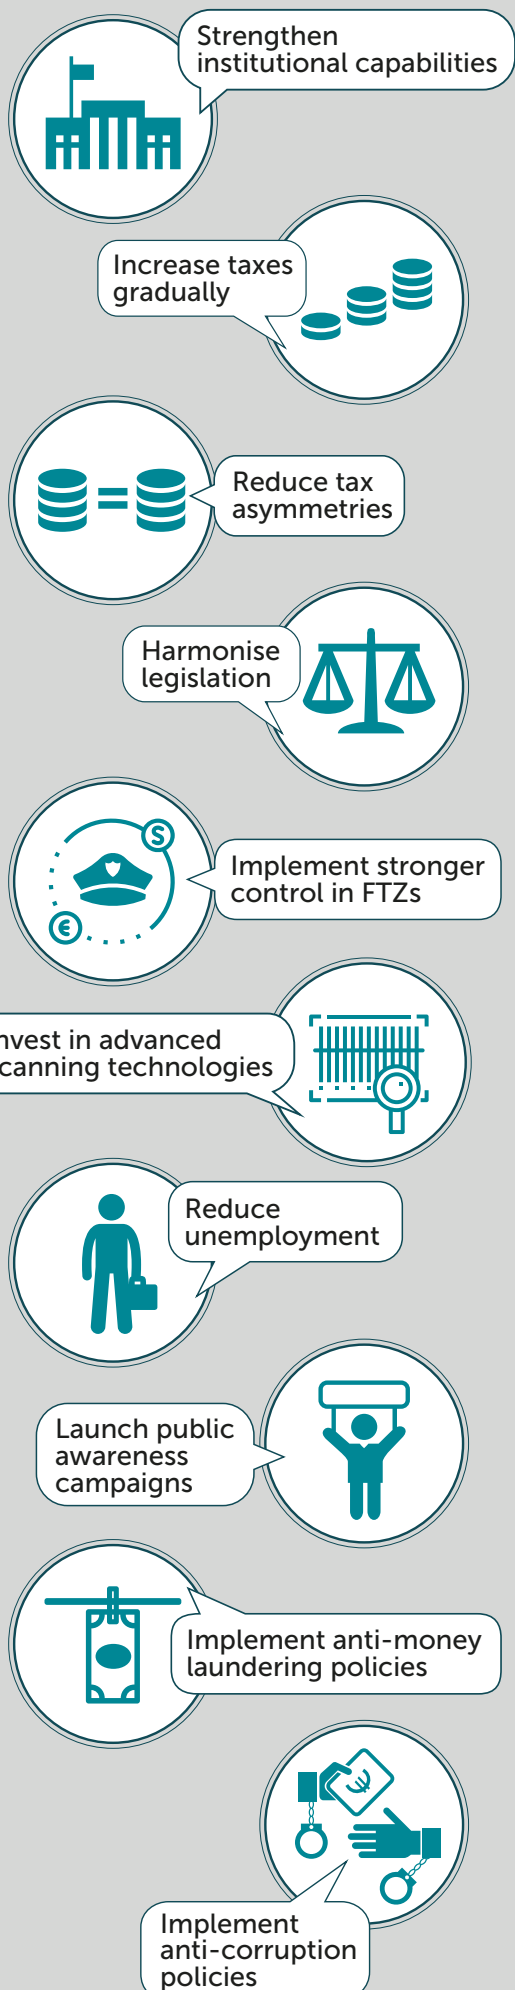 Strengthen
institutional capabilities
Increase taxes
gradually
Reduce tax
asymmetries
Harmonise
legislation
$
€
Implement stronger
control in FTZs
nvest in advanced
canning technologies
Reduce
unemployment
Launch public
awareness
campaigns
Implement anti-money
laundering policies
Implement
anti-corruption
policies